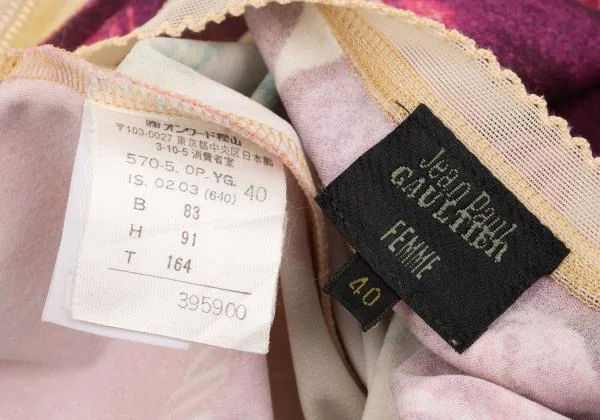 ㈱オンワード樫山
〒103-0027 東京都中央区日本橋
3-10-5 消費者室
570-5. OP. YG. 40
IS. 0203 (640)
B 83
H 91
T 164
395900
Jean Paul
GAULTIER
FEMME
40